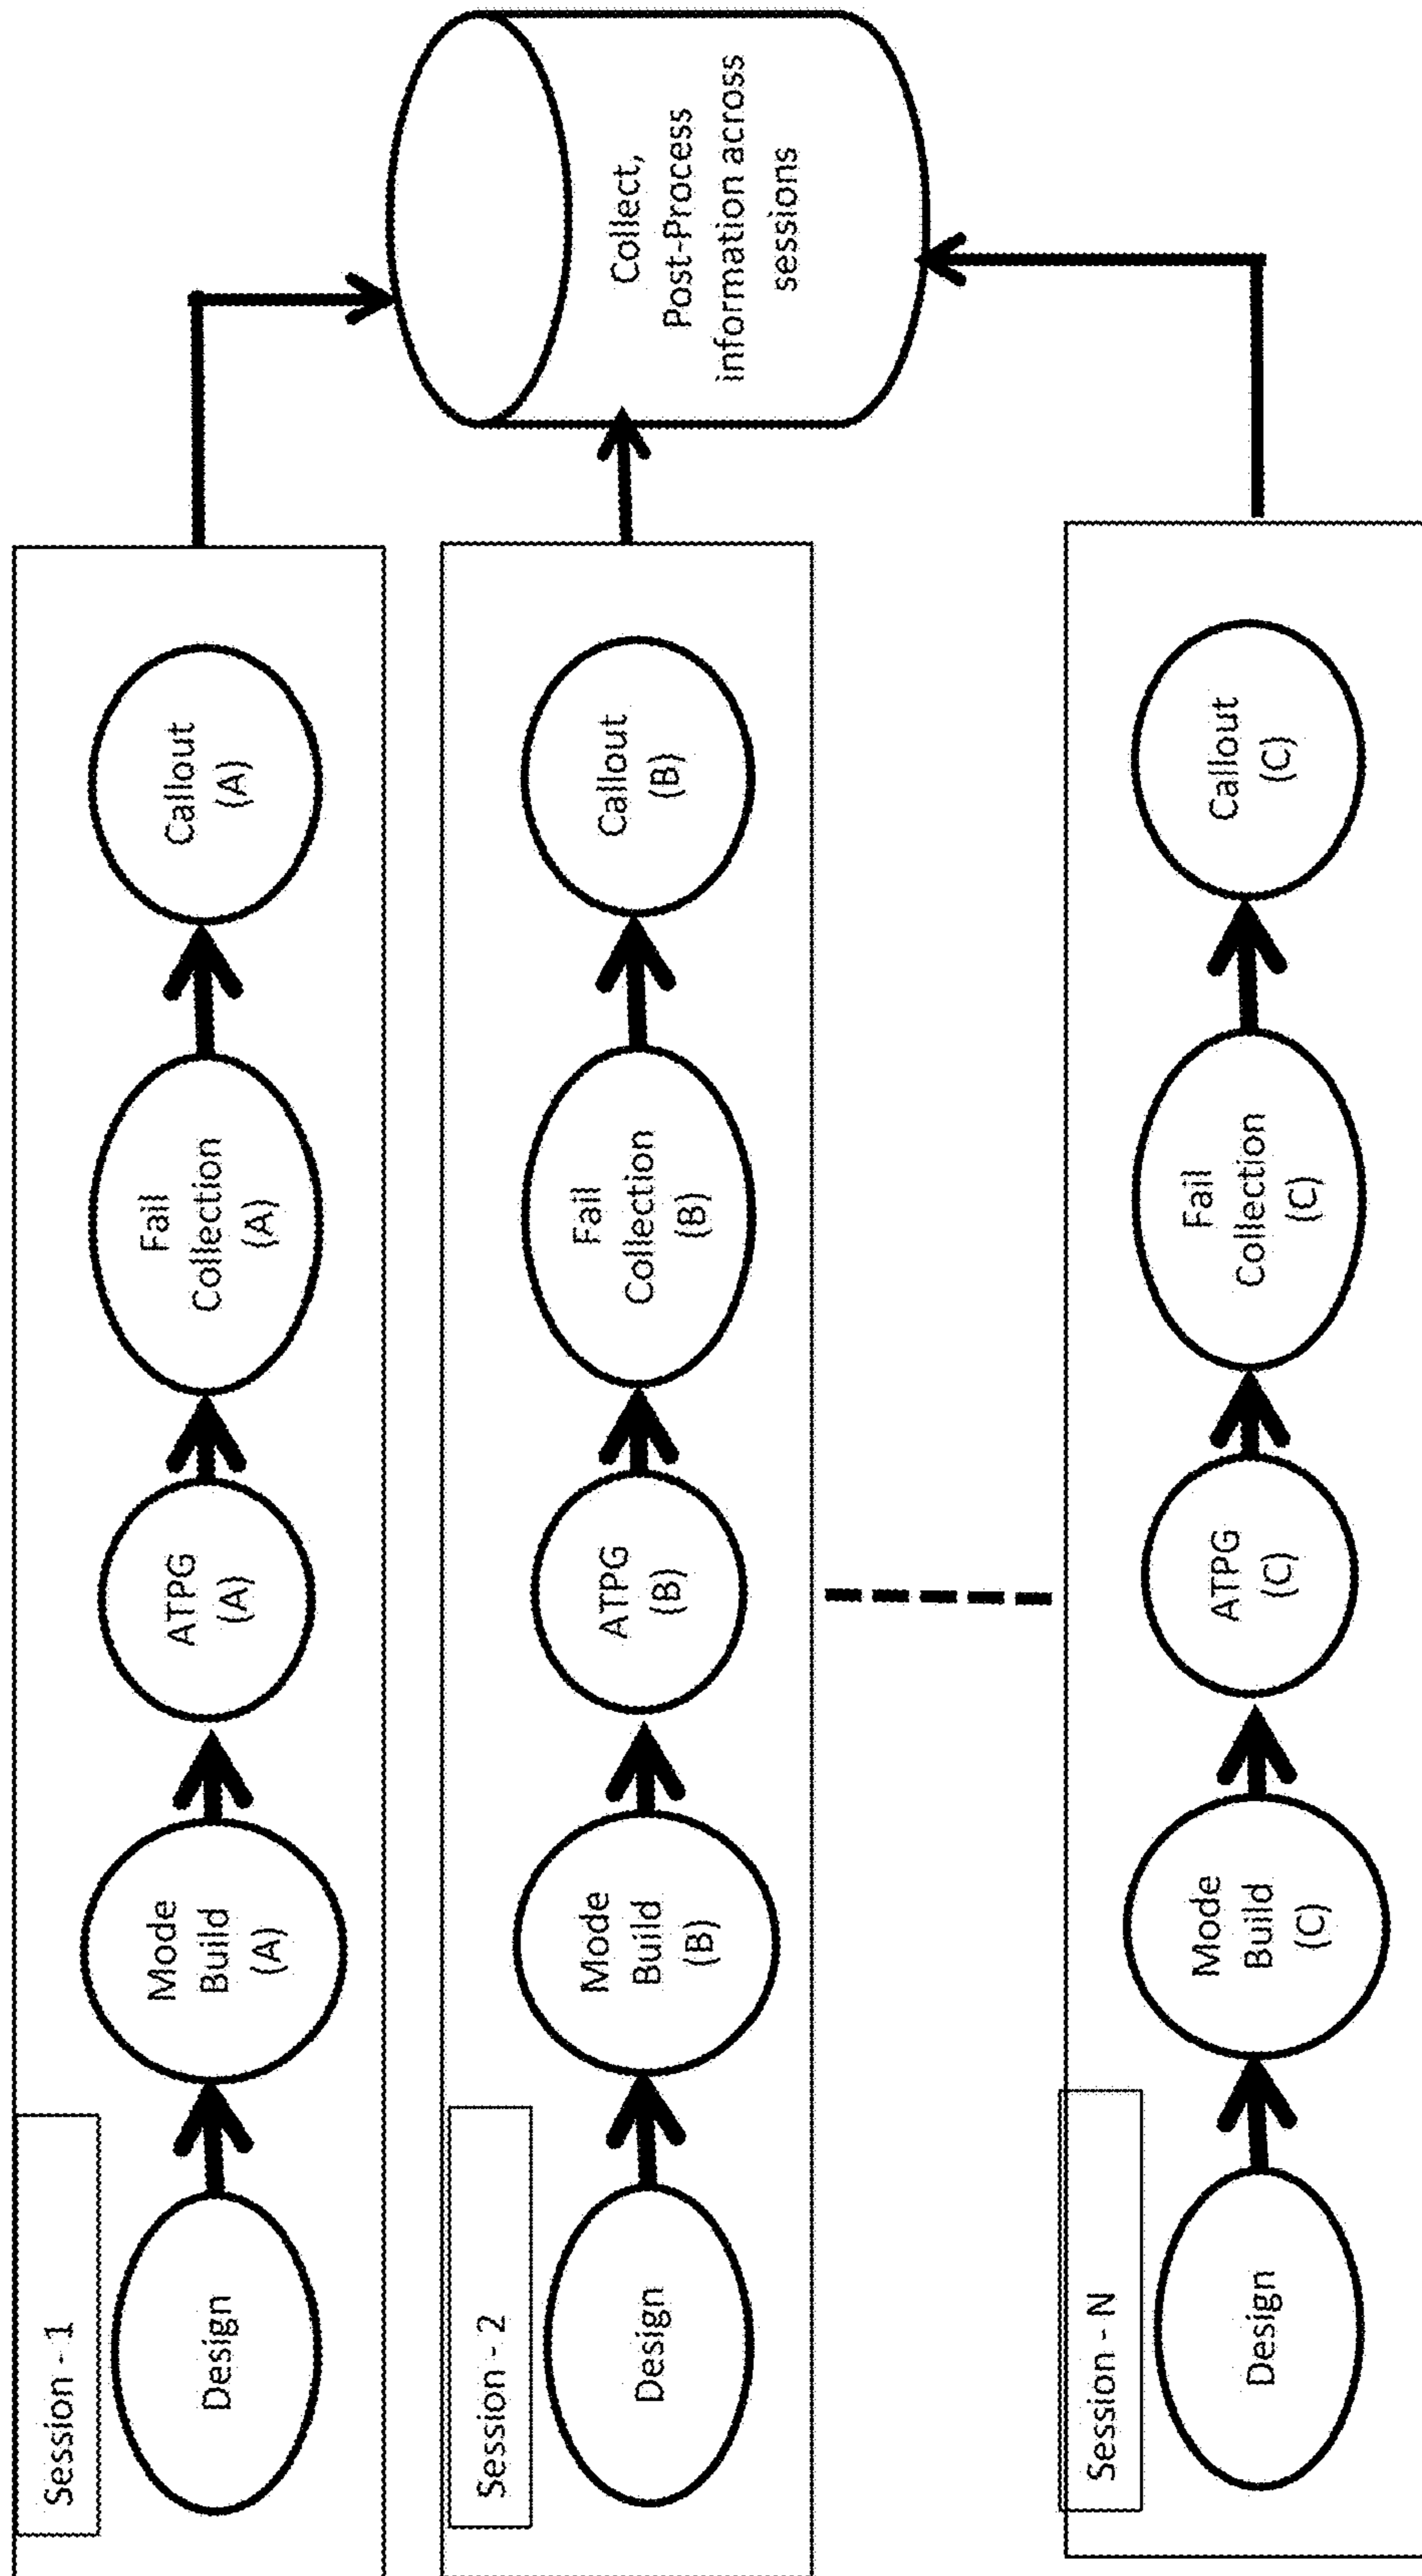 Session - 1
Design
Mode
Build
(A)
ATPG
(A)
Fail
Collection
(A)
Callout
(A)
Session - 2
Design
Mode
Build
(B)
ATPG
(B)
Fail
Collection
(B)
Callout
(B)
Session - N
Design
Mode
Build
(C)
ATPG
(C)
Fail
Collection
(C)
Callout
(C)
Collect,
Post-Process
information across
sessions